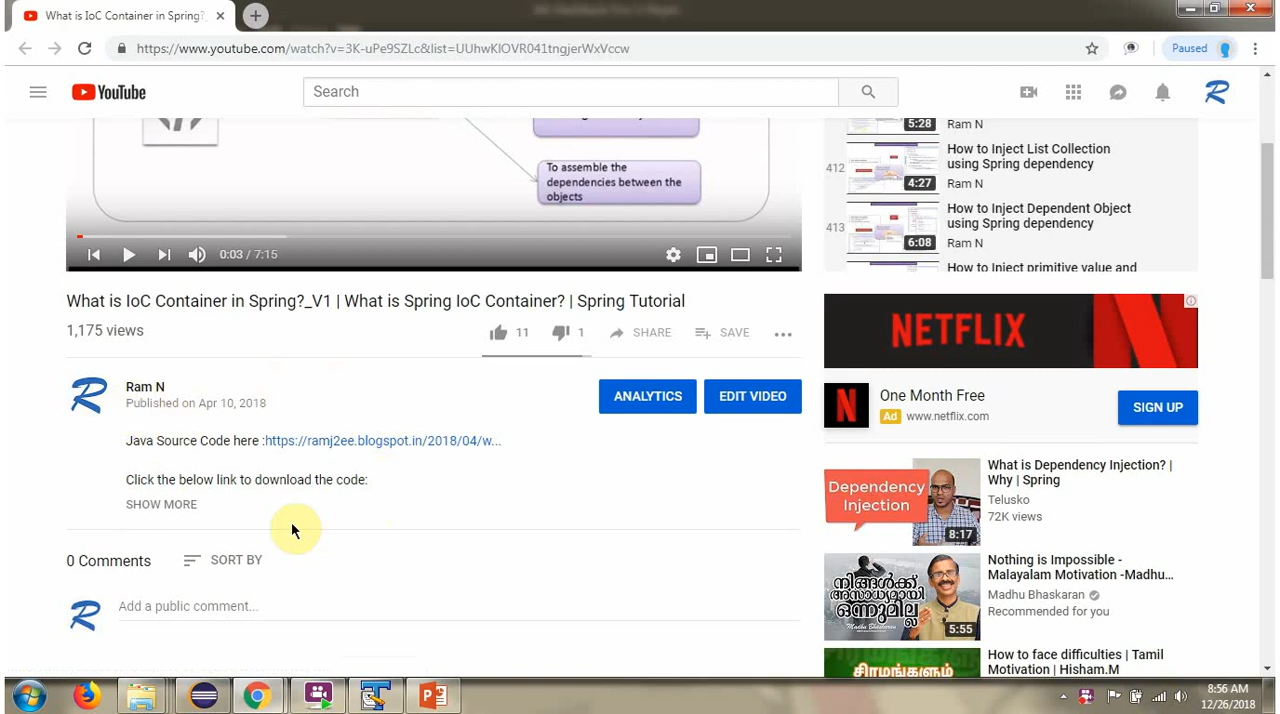 What is IoC Container in Spring?_
https://www.youtube.com/watch?v=3K-uPe9SZLc&list=UUhwKlOVR041tngjerWxVccw
Paused
YouTube
Search
To assemble the
dependencies between the
objects
0:03 / 7:15
What is IoC Container in Spring?_V1 | What is Spring IoC Container? | Spring Tutorial
1,175 views
11
1
SHARE
SAVE
Ram N
Published on Apr 10, 2018
ANALYTICS
EDIT VIDEO
Java Source Code here :https://ramj2ee.blogspot.in/2018/04/w...
Click the below link to download the code:
SHOW MORE
0 Comments
SORT BY
Add a public comment...
5:28
Ram N
412
4:27
How to Inject List Collection
using Spring dependency
Ram N
413
6:08
How to Inject Dependent Object
using Spring dependency
Ram N
How to Inject primitive value and
NETFLIX
N
One Month Free
Ad www.netflix.com
SIGN UP
Dependency
Injection
8:17
What is Dependency Injection? |
Why | Spring
Telusko
72K views
നിങ്ങൾക്ക്
അസാധ്യമായി
ഒന്നുമില്ല
5:55
Nothing is Impossible -
Malayalam Motivation -Madhu...
Madhu Bhaskaran
Recommended for you
How to face difficulties | Tamil
Motivation | Hisham.M
8:56 AM
12/26/2018